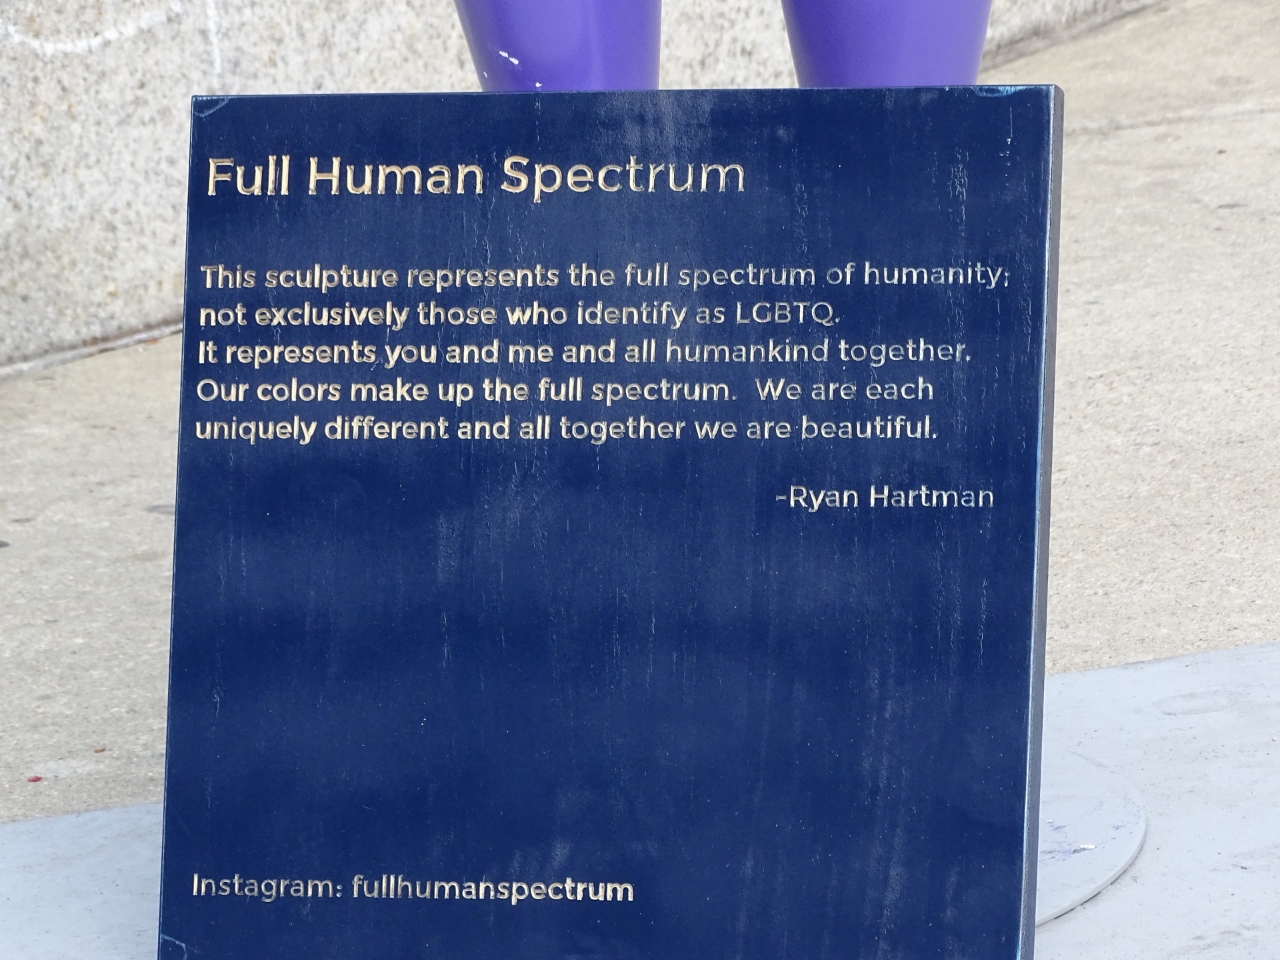 Full Human Spectrum
This sculpture represents the full spectrum of humanity;
not exclusively those who identify as LGBTQ.
It represents you and me and all humankind together.
Our colors make up the full spectrum. We are each
uniquely different and all together we are beautiful.
-Ryan Hartman
Instagram: fullhumanspectrum